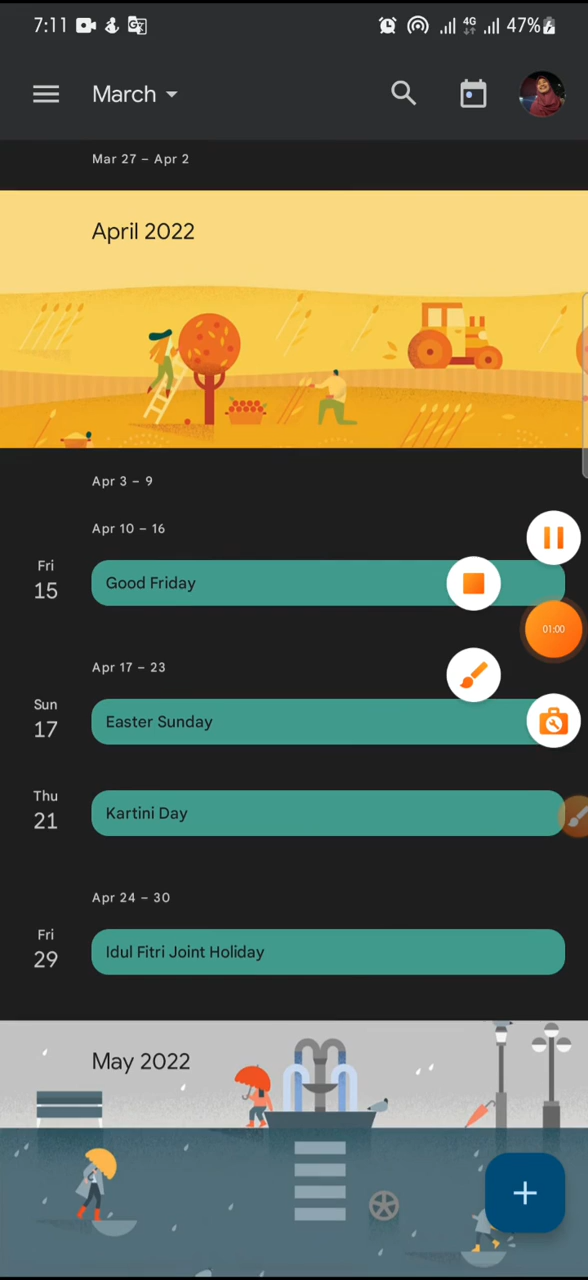 7:11 4G 47%
March
Mar 27 – Apr 2
April 2022
Apr 3 – 9
Apr 10 – 16
Fri
15 Good Friday
01:00
Apr 17 – 23
Sun
17 Easter Sunday
Thu
21 Kartini Day
Apr 24 – 30
Fri
29 Idul Fitri Joint Holiday
May 2022